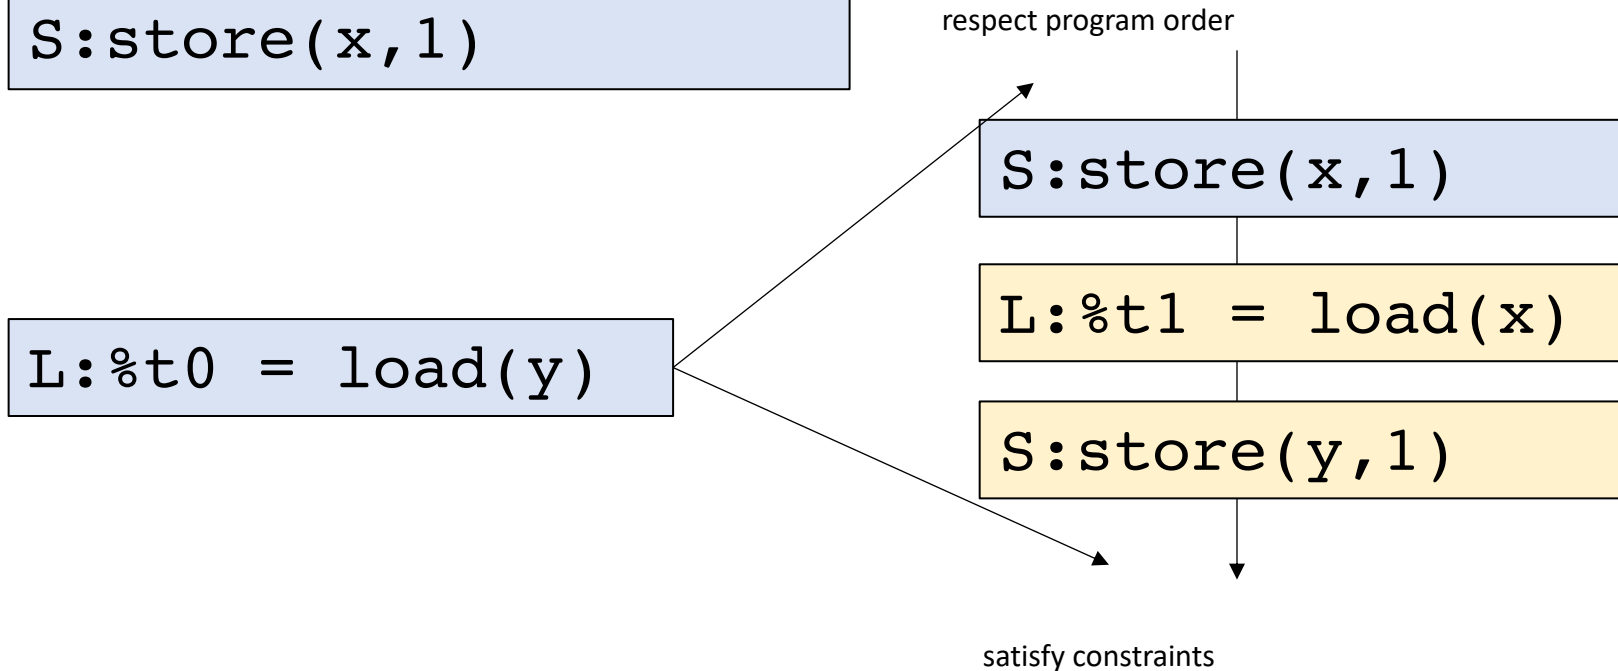 S:store(x,1)
respect program order
S:store(x,1)
L:%t1 = load(x)
L:%t0 = load(y)
S:store(y,1)
satisfy constraints